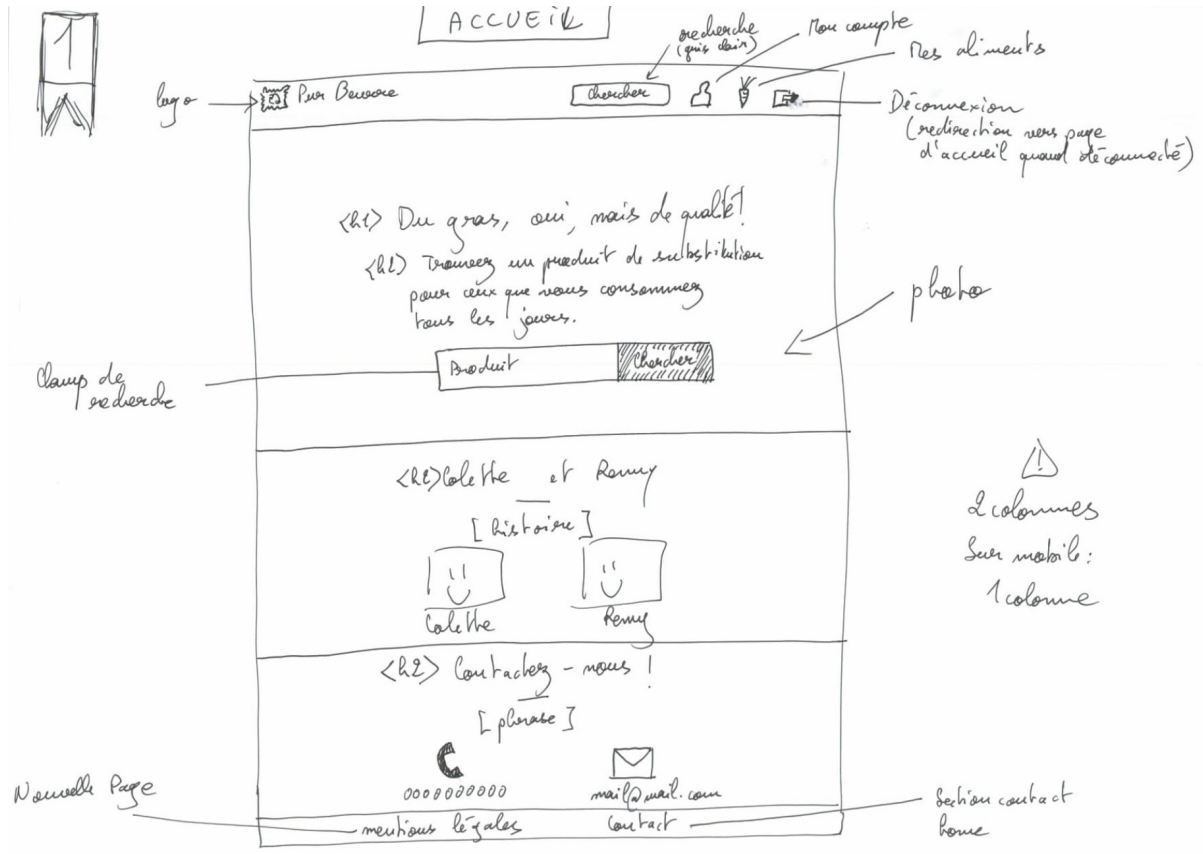 1
ACCUEIL
recherche
(gris clair)
Mon compte
Mes aliments
logo
Pur Beurre
chercher
Déconnexion
(redirection vers page
d'accueil quand déconnecté)
<h1> Du gras, oui, mais de qualité!
<h2> Trouvez un produit de substitution
pour ceux que vous consommez
tous les jours.
photo
Champ de
recherche
Produit
Chercher
<h2> Colette et Remy
[histoire]
Colette
Remy
2 colonnes
Sur mobile:
1 colonne
<h2> Contactez-nous!
[phrase]
0000000000
mail@mail.com
Nouvelle Page
mentions légales
Contact
Section contact
home